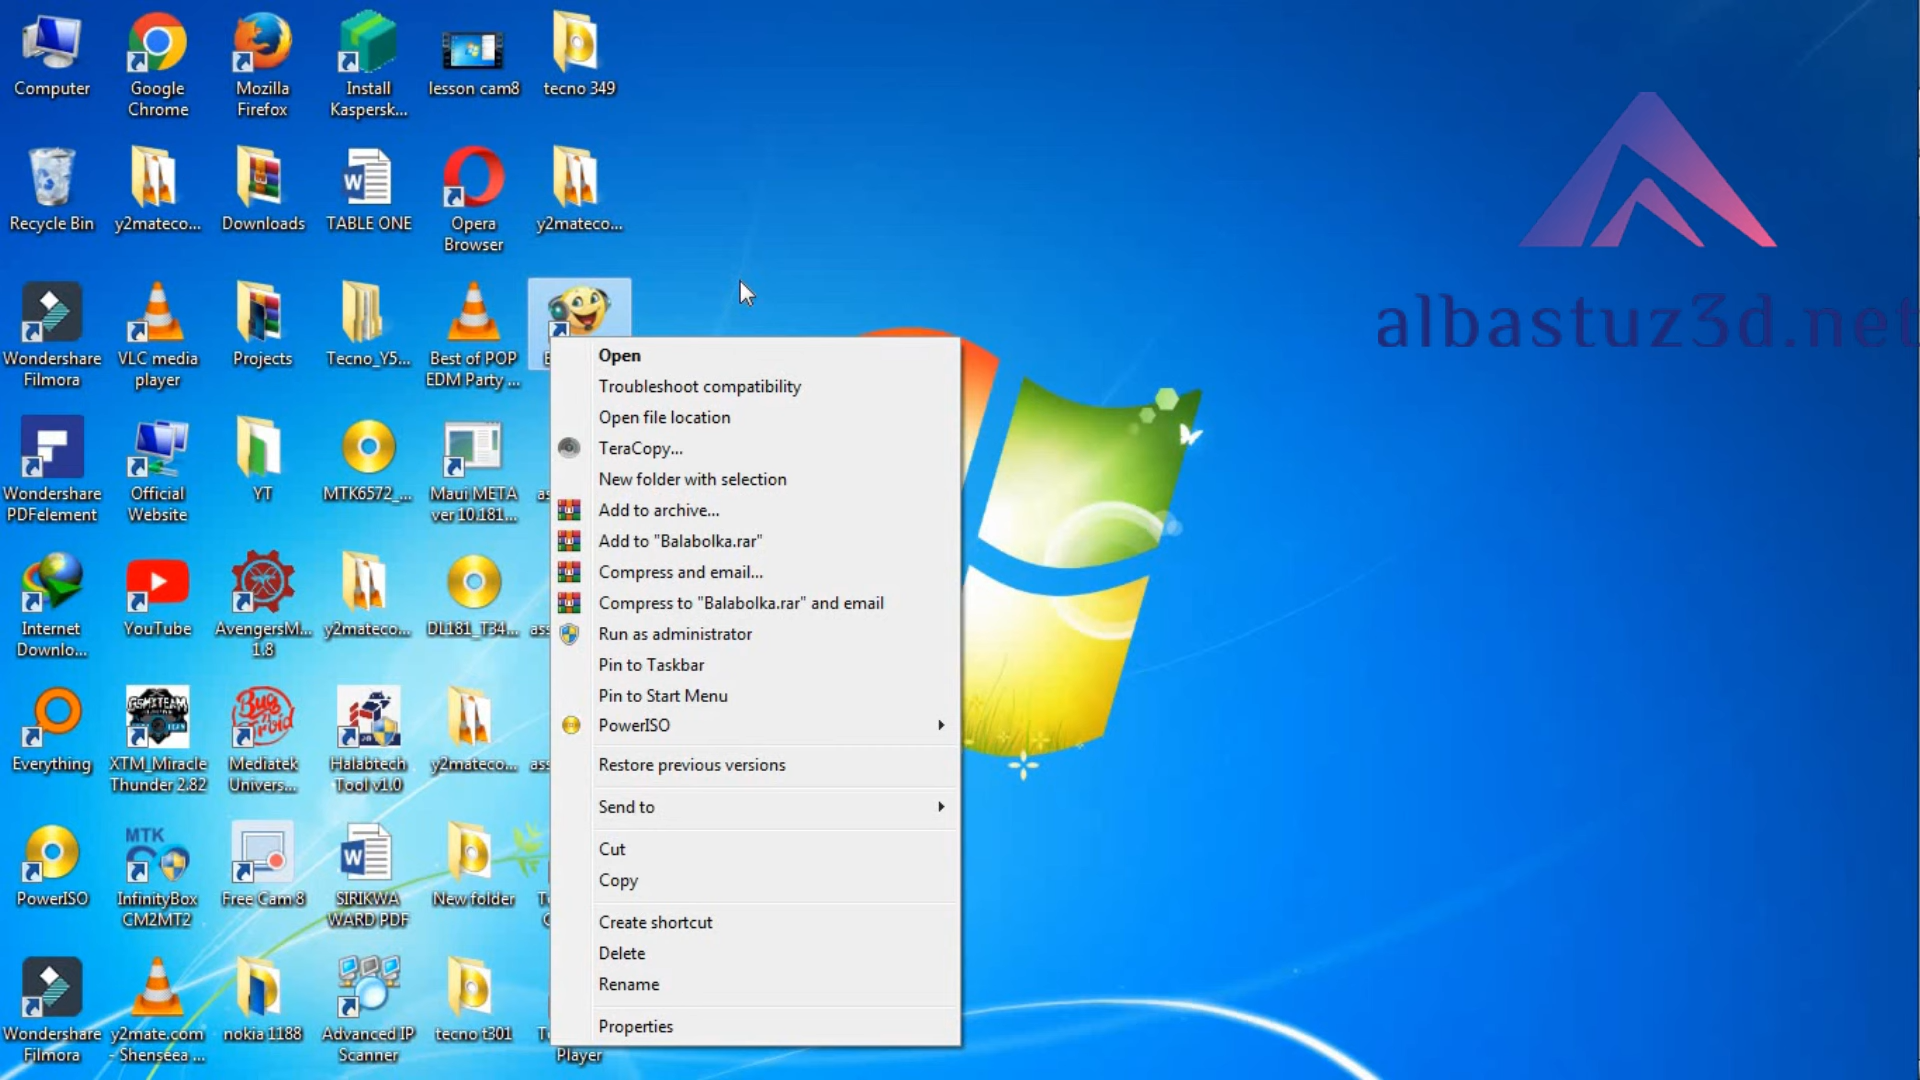 Computer
Google
Chrome
Mozilla
Firefox
Install
Kaspersk...
lesson cam8
tecno 349
Recycle Bin
y2mateco...
Downloads
TABLE ONE
Opera
Browser
y2mateco...
Wondershare
Filmora
VLC media
player
Projects
Tecno_Y5...
Best of POP
EDM Party ...
Wondershare
PDFelement
Official
Website
YT
MTK6572_...
Maui META
ver 10.181...
Internet
Downlo...
YouTube
AvengersM...
1.8
y2mateco...
DL181_T34...
Everything
XTM_Miracle
Thunder 2.82
Mediatek
Univers...
Halabtech
Tool v1.0
y2mateco...
PowerISO
MTK
InfinityBox
CM2MT2
Free Cam 8
SIRIKWA
WARD PDF
New folder
Wondershare
Filmora
y2mate.com
- Shenseea ...
nokia 1188
Advanced IP
Scanner
tecno t301
Player
Open
Troubleshoot compatibility
Open file location
TeraCopy...
New folder with selection
Add to archive...
Add to "Balabolka.rar"
Compress and email...
Compress to "Balabolka.rar" and email
Run as administrator
Pin to Taskbar
Pin to Start Menu
PowerISO
Restore previous versions
Send to
Cut
Copy
Create shortcut
Delete
Rename
Properties
albastuz3d.net